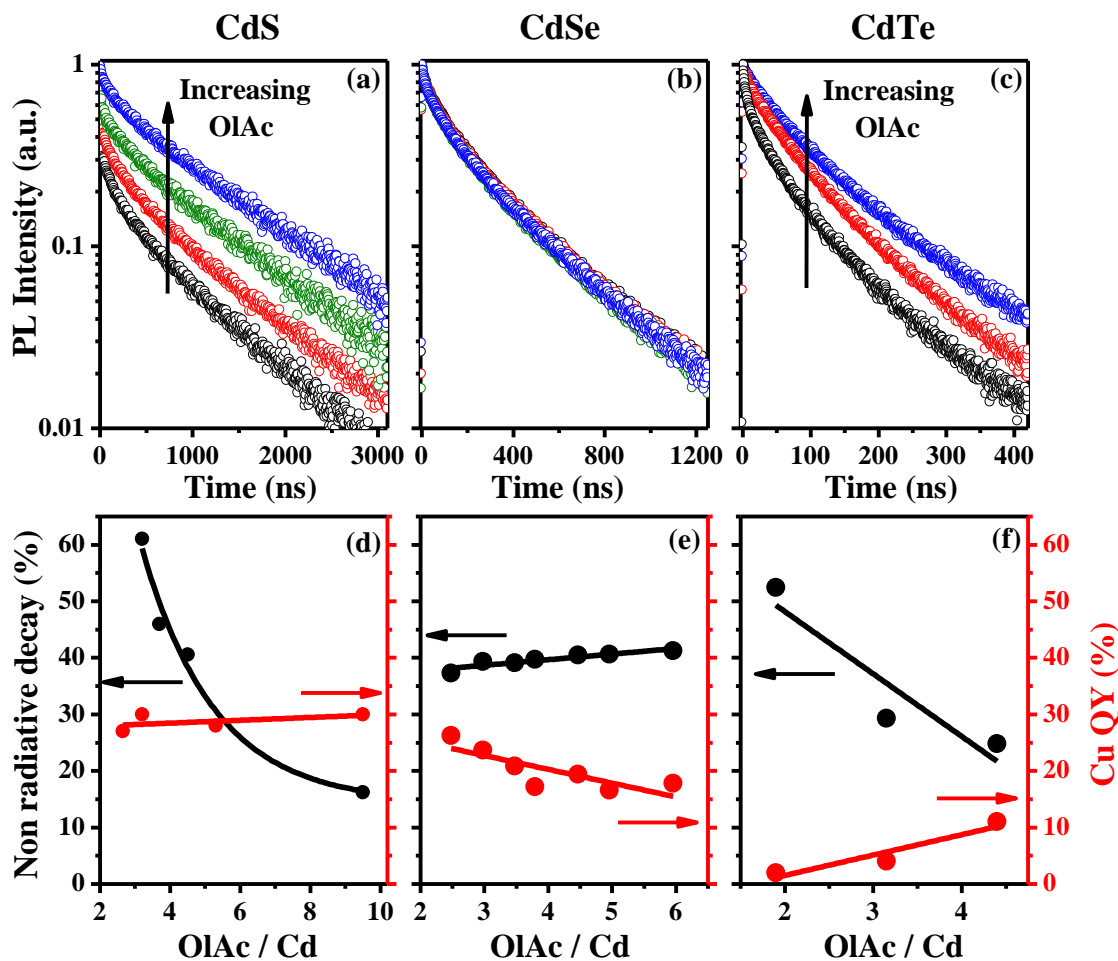 CdS
CdSe
CdTe
(a)
(b)
(c)
Increasing
OlAc
Increasing
OlAc
PL Intensity (a.u.)
1
0.1
0.01
0 1000 2000 3000
0 400 800 1200
0 100 200 300 400
Time (ns)
Time (ns)
Time (ns)
(d)
(e)
(f)
Non radiative decay (%)
60
50
40
30
20
10
0
60
50
40
30
20
10
0
Cu QY (%)
2 4 6 8 10
2 3 4 5 6
2 3 4
OlAc / Cd
OlAc / Cd
OlAc / Cd